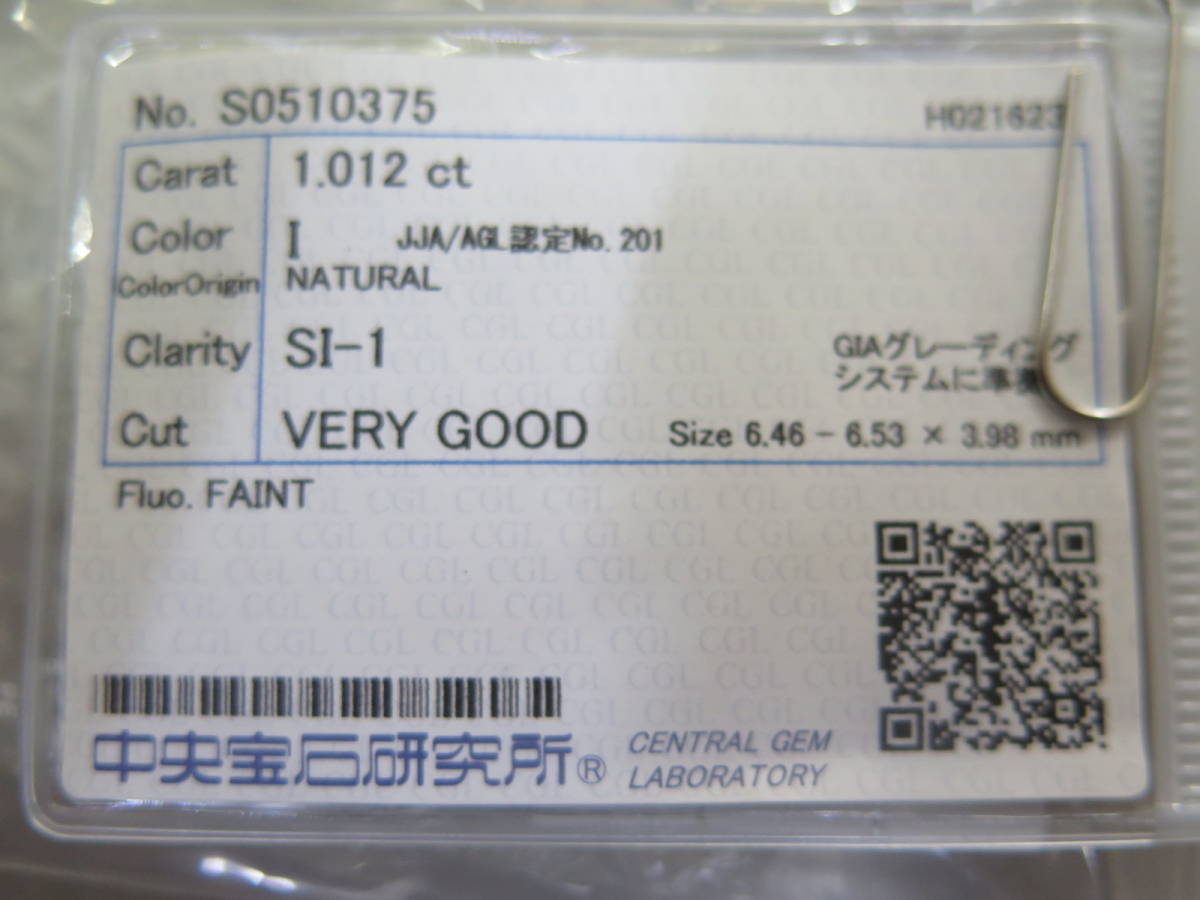 No. S0510375
H021623
Carat 1.012 ct
Color I JJA/AGL認定No. 201
ColorOrigin NATURAL
Clarity SI-1
GIAグレーディング
システムに準
Cut VERY GOOD Size 6.46 - 6.53 × 3.98 mm
Fluo. FAINT
中央宝石研究所® CENTRAL GEM
LABORATORY